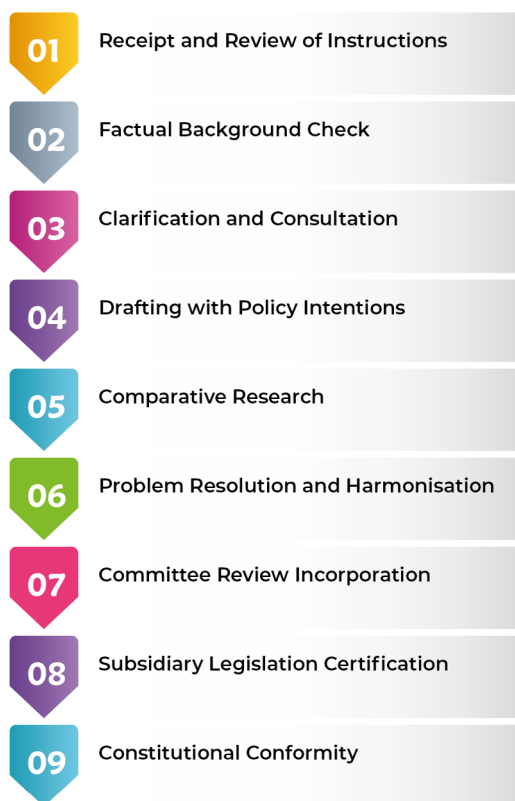 01 Receipt and Review of Instructions
02 Factual Background Check
03 Clarification and Consultation
04 Drafting with Policy Intentions
05 Comparative Research
06 Problem Resolution and Harmonisation
07 Committee Review Incorporation
08 Subsidiary Legislation Certification
09 Constitutional Conformity